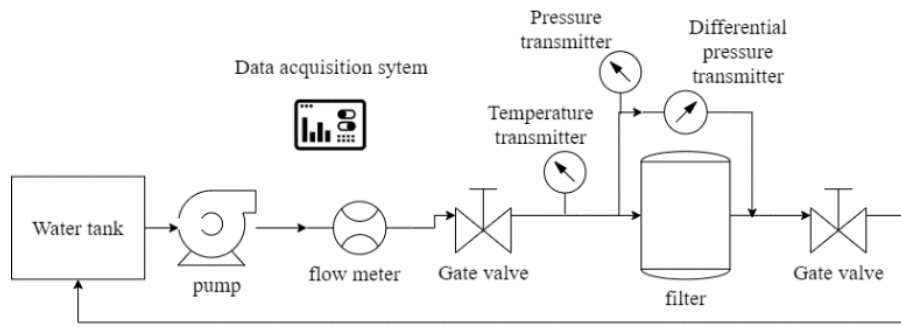 Pressure
transmitter
Differential
pressure
transmitter
Data acquisition sytem
Temperature
transmitter
Water tank
pump
flow meter
Gate valve
filter
Gate valve